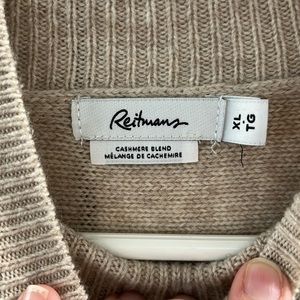 Reitmans
CASHMERE BLEND
MÉLANGE DE CACHEMIRE
XL
TG